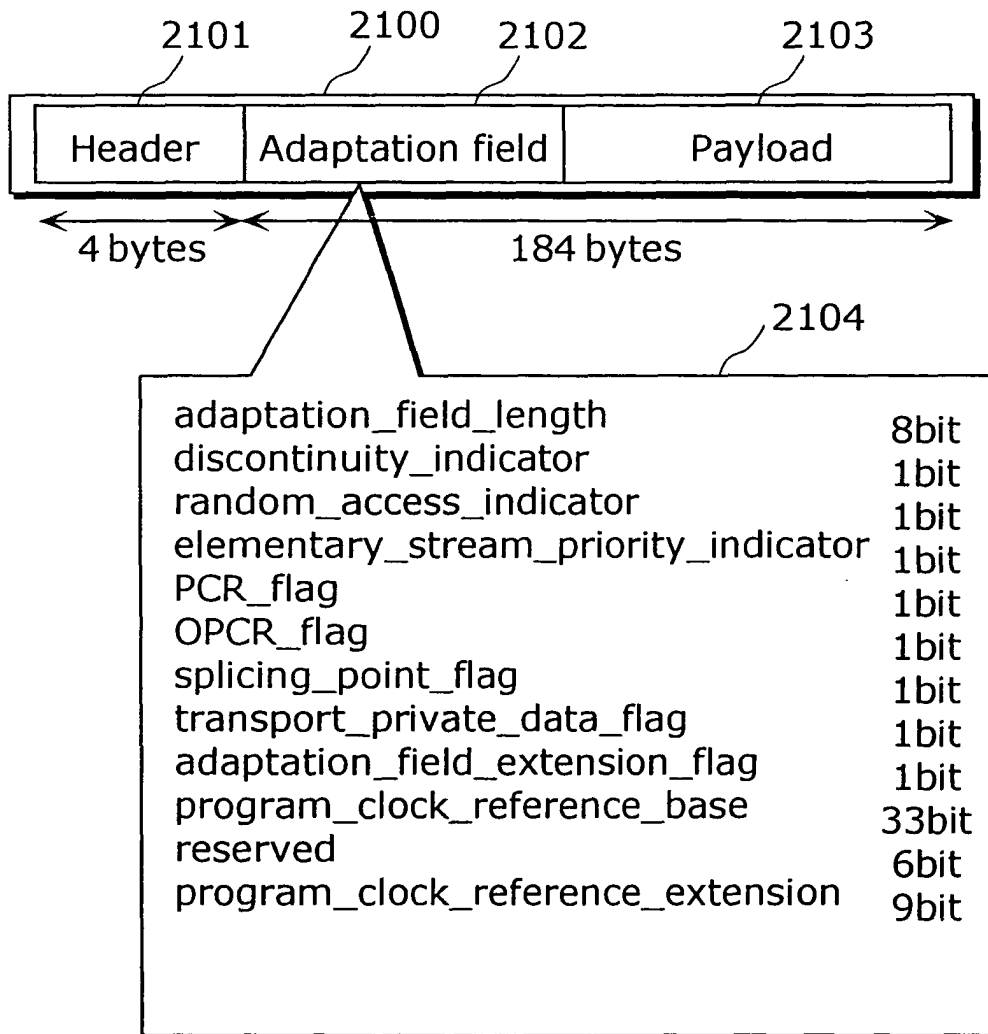 2101 2100 2102 2103
Header Adaptation field Payload
4 bytes 184 bytes
2104
adaptation_field_length 8bit
discontinuity_indicator 1bit
random_access_indicator 1bit
elementary_stream_priority_indicator 1bit
PCR_flag 1bit
OPCR_flag 1bit
splicing_point_flag 1bit
transport_private_data_flag 1bit
adaptation_field_extension_flag 1bit
program_clock_reference_base 33bit
reserved 6bit
program_clock_reference_extension 9bit